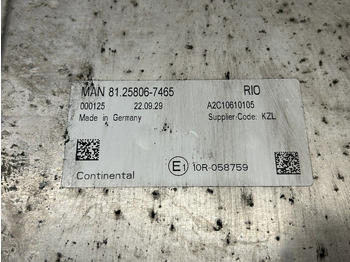 MAN 81.25806-7465 RIO
000125 22.09.29 A2C10610105
Made in Germany Supplier-Code: KZL
Continental E1 10R-058759